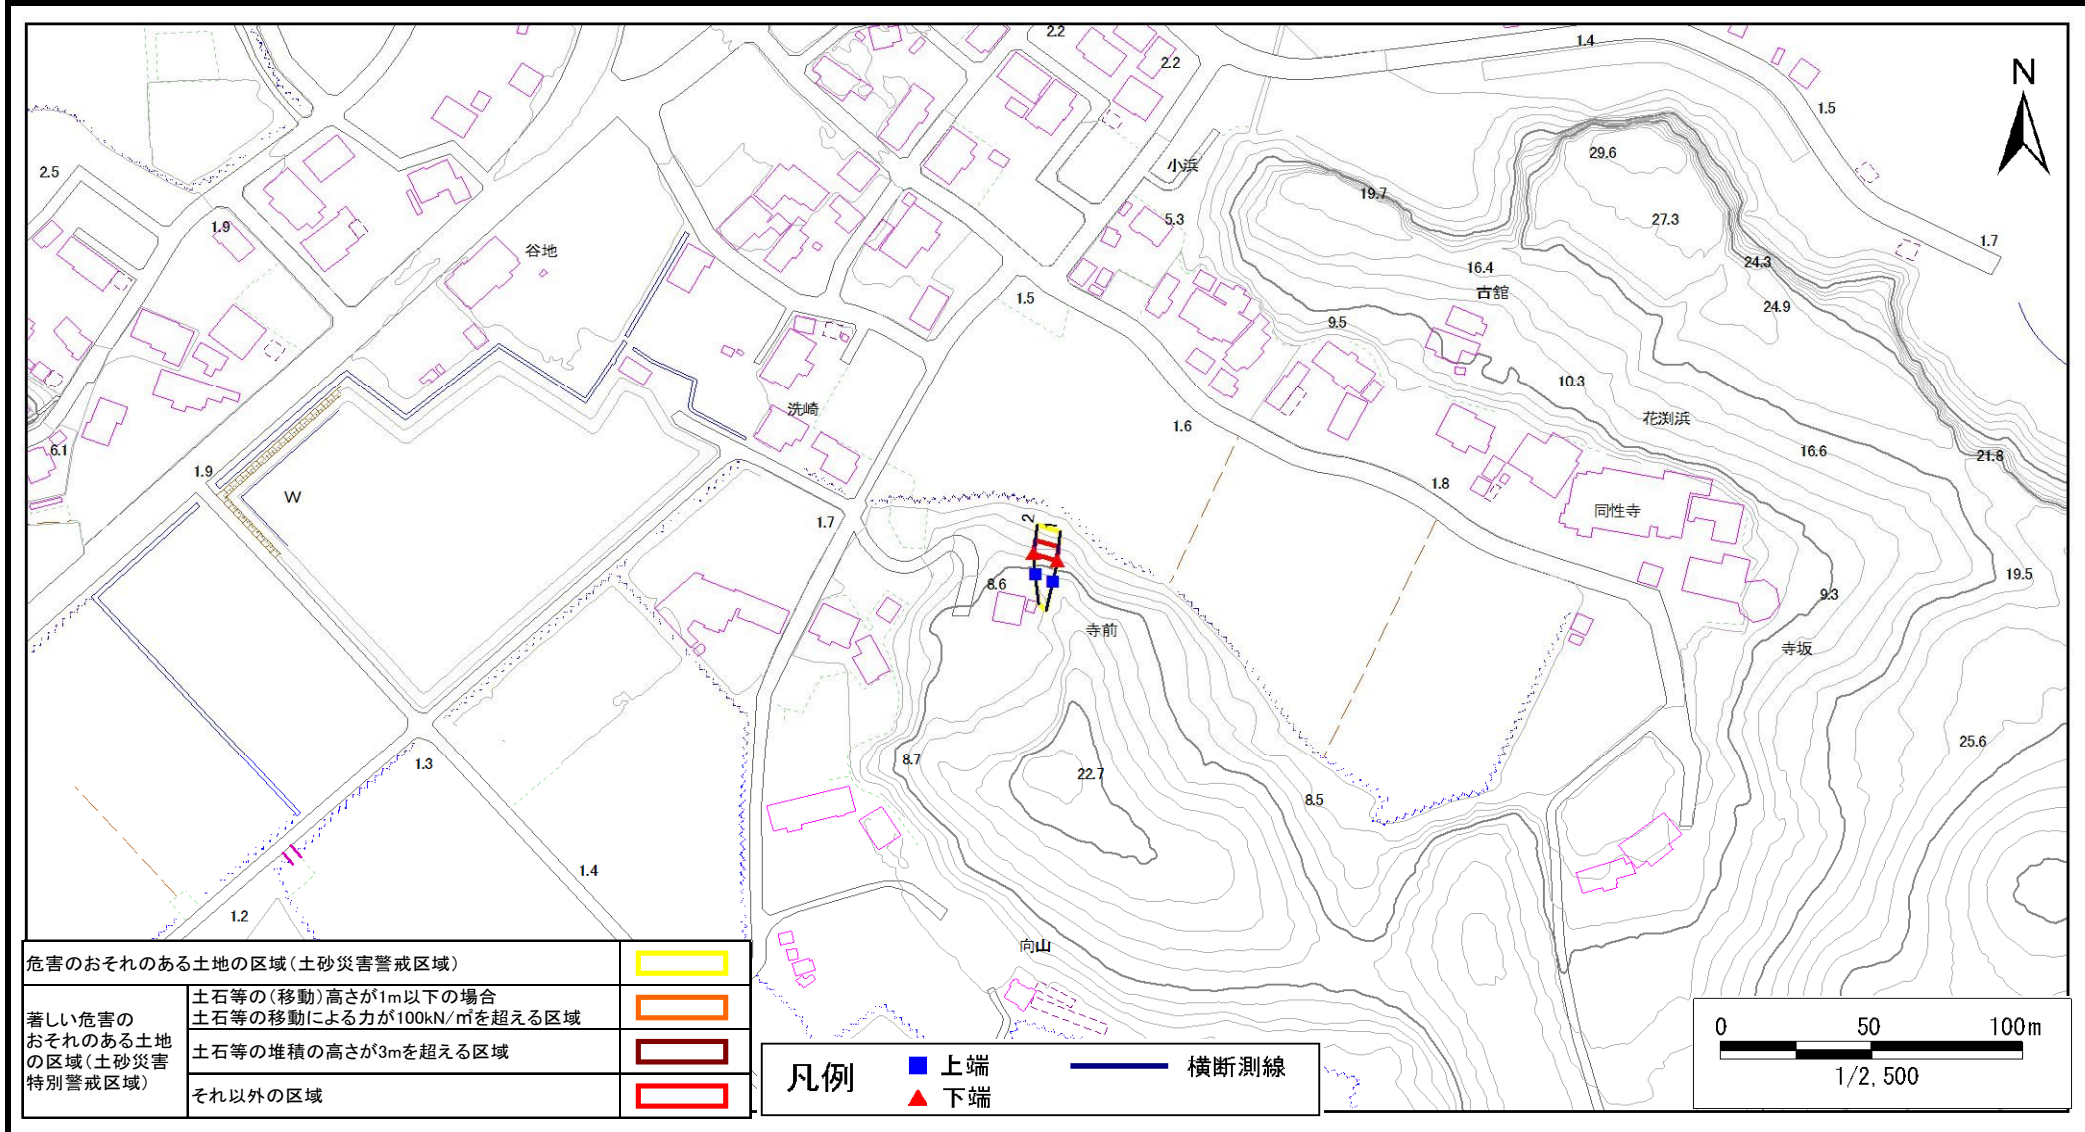 2.2
1.4
2.2
N
1.5
29.6
2.5
小浜
19.7
5.3
27.3
1.9
1.7
谷地
24.3
16.4
古舘
1.5
24.9
9.5
10.3
洗崎
花渕浜
1.6
6.1
16.6
21.8
1.9
1.8
W
同性寺
1.7
2
1
8.6
19.5
9.3
寺前
寺坂
25.6
8.7
1.3
22.7
8.5
1.4
1.2
向山
危害のおそれのある土地の区域(土砂災害警戒区域)
著しい危害の
おそれのある土地
の区域(土砂災害
特別警戒区域)
土石等の(移動)高さが1m以下の場合
土石等の移動による力が100kN/㎡を超える区域
土石等の堆積の高さが3mを超える区域
それ以外の区域
凡例
上端
下端
横断測線
0 50 100m
1/2,500